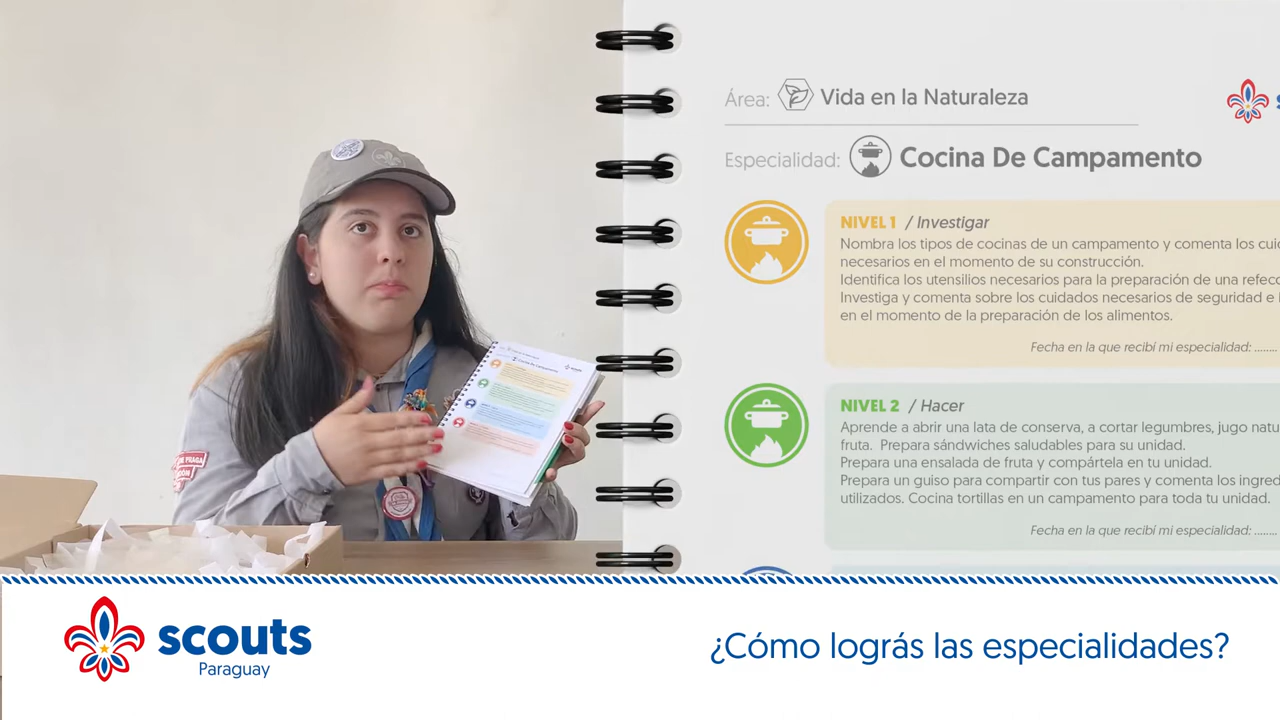 Área: Vida en la Naturaleza
Especialidad: Cocina De Campamento
NIVEL 1 / Investigar
Nombra los tipos de cocinas de un campamento y comenta los
necesarios en el momento de su construcción.
Identifica los utensilios necesarios para la preparación de una
Investiga y comenta sobre los cuidados necesarios de seguridad e
en el momento de la preparación de los alimentos.
Fecha en la que recibí mi especialidad: ........
NIVEL 2 / Hacer
Aprende a abrir una lata de conserva, a cortar legumbres, jugo
fruta. Prepara sándwiches saludables para su unidad.
Prepara una ensalada de fruta y compártela en tu unidad.
Prepara un guiso para compartir con tus pares y comenta los
utilizados. Cocina tortillas en un campamento para toda tu unidad.
Fecha en la que recibí mi especialidad: ........
Cocina De Campamento
DE PRAGA
scouts
Paraguay
¿Cómo lográs las especialidades?